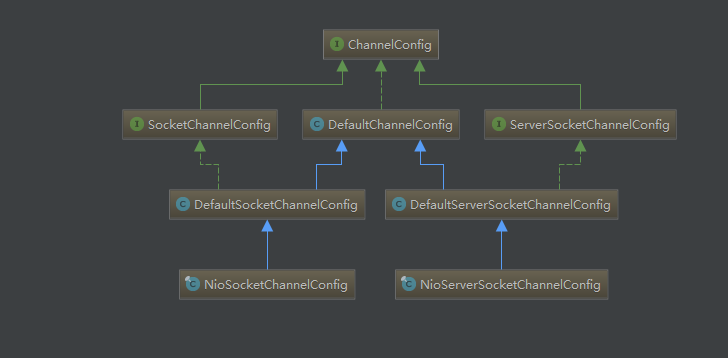 I ChannelConfig
I SocketChannelConfig
C DefaultChannelConfig
I ServerSocketChannelConfig
C DefaultSocketChannelConfig
C DefaultServerSocketChannelConfig
C NioSocketChannelConfig
C NioServerSocketChannelConfig